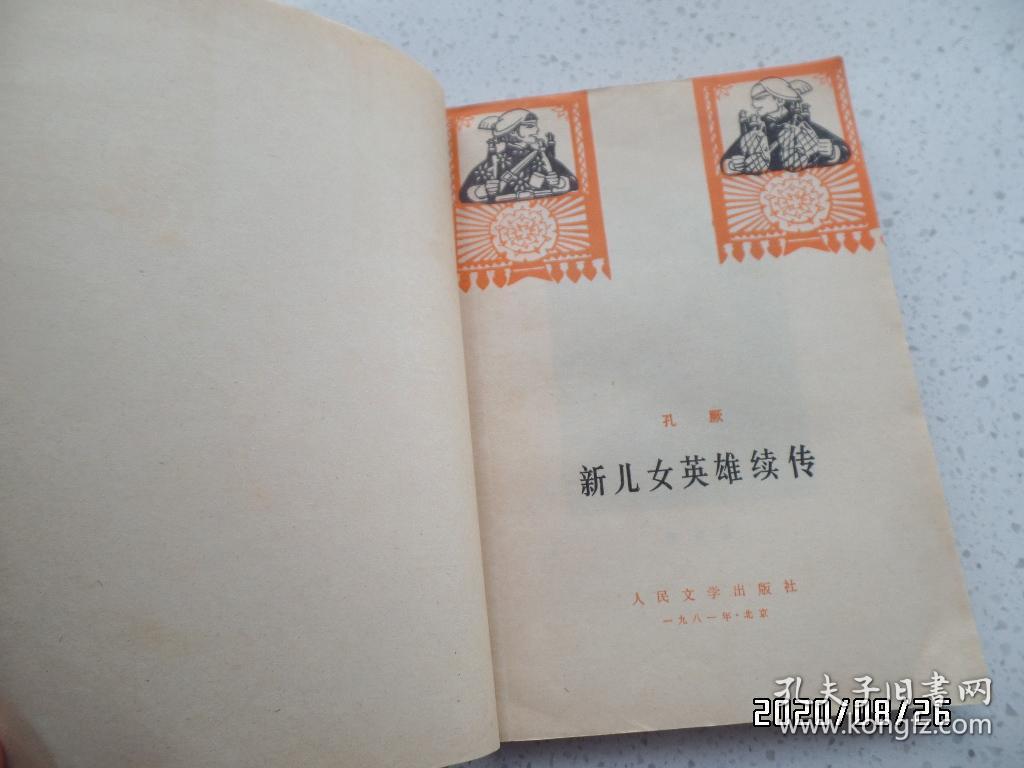 孔 厥
新儿女英雄续传
人民文学出版社
一九八一年·北京
孔夫子旧書网
www.kongfz.com
2020/08/26